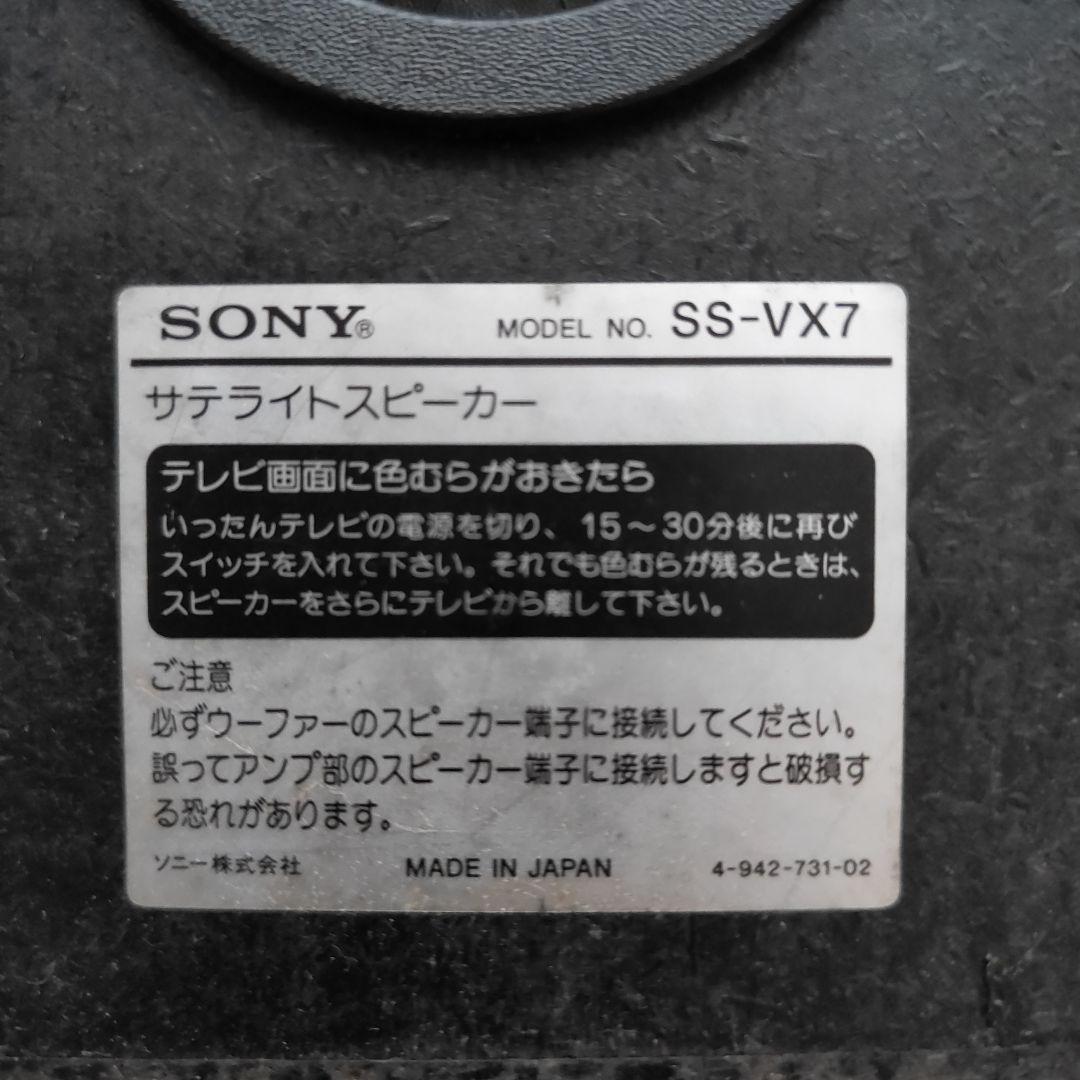 SONY® MODEL NO. SS-VX7
サテライトスピーカー
テレビ画面に色むらがおきたら
いったんテレビの電源を切り、15～30分後に再び
スイッチを入れて下さい。それでも色むらが残るときは、
スピーカーをさらにテレビから離して下さい。
ご注意
必ずウーファーのスピーカー端子に接続してください。
誤ってアンプ部のスピーカー端子に接続しますと破損す
る恐れがあります。
ソニー株式会社 MADE IN JAPAN 4-942-731-02